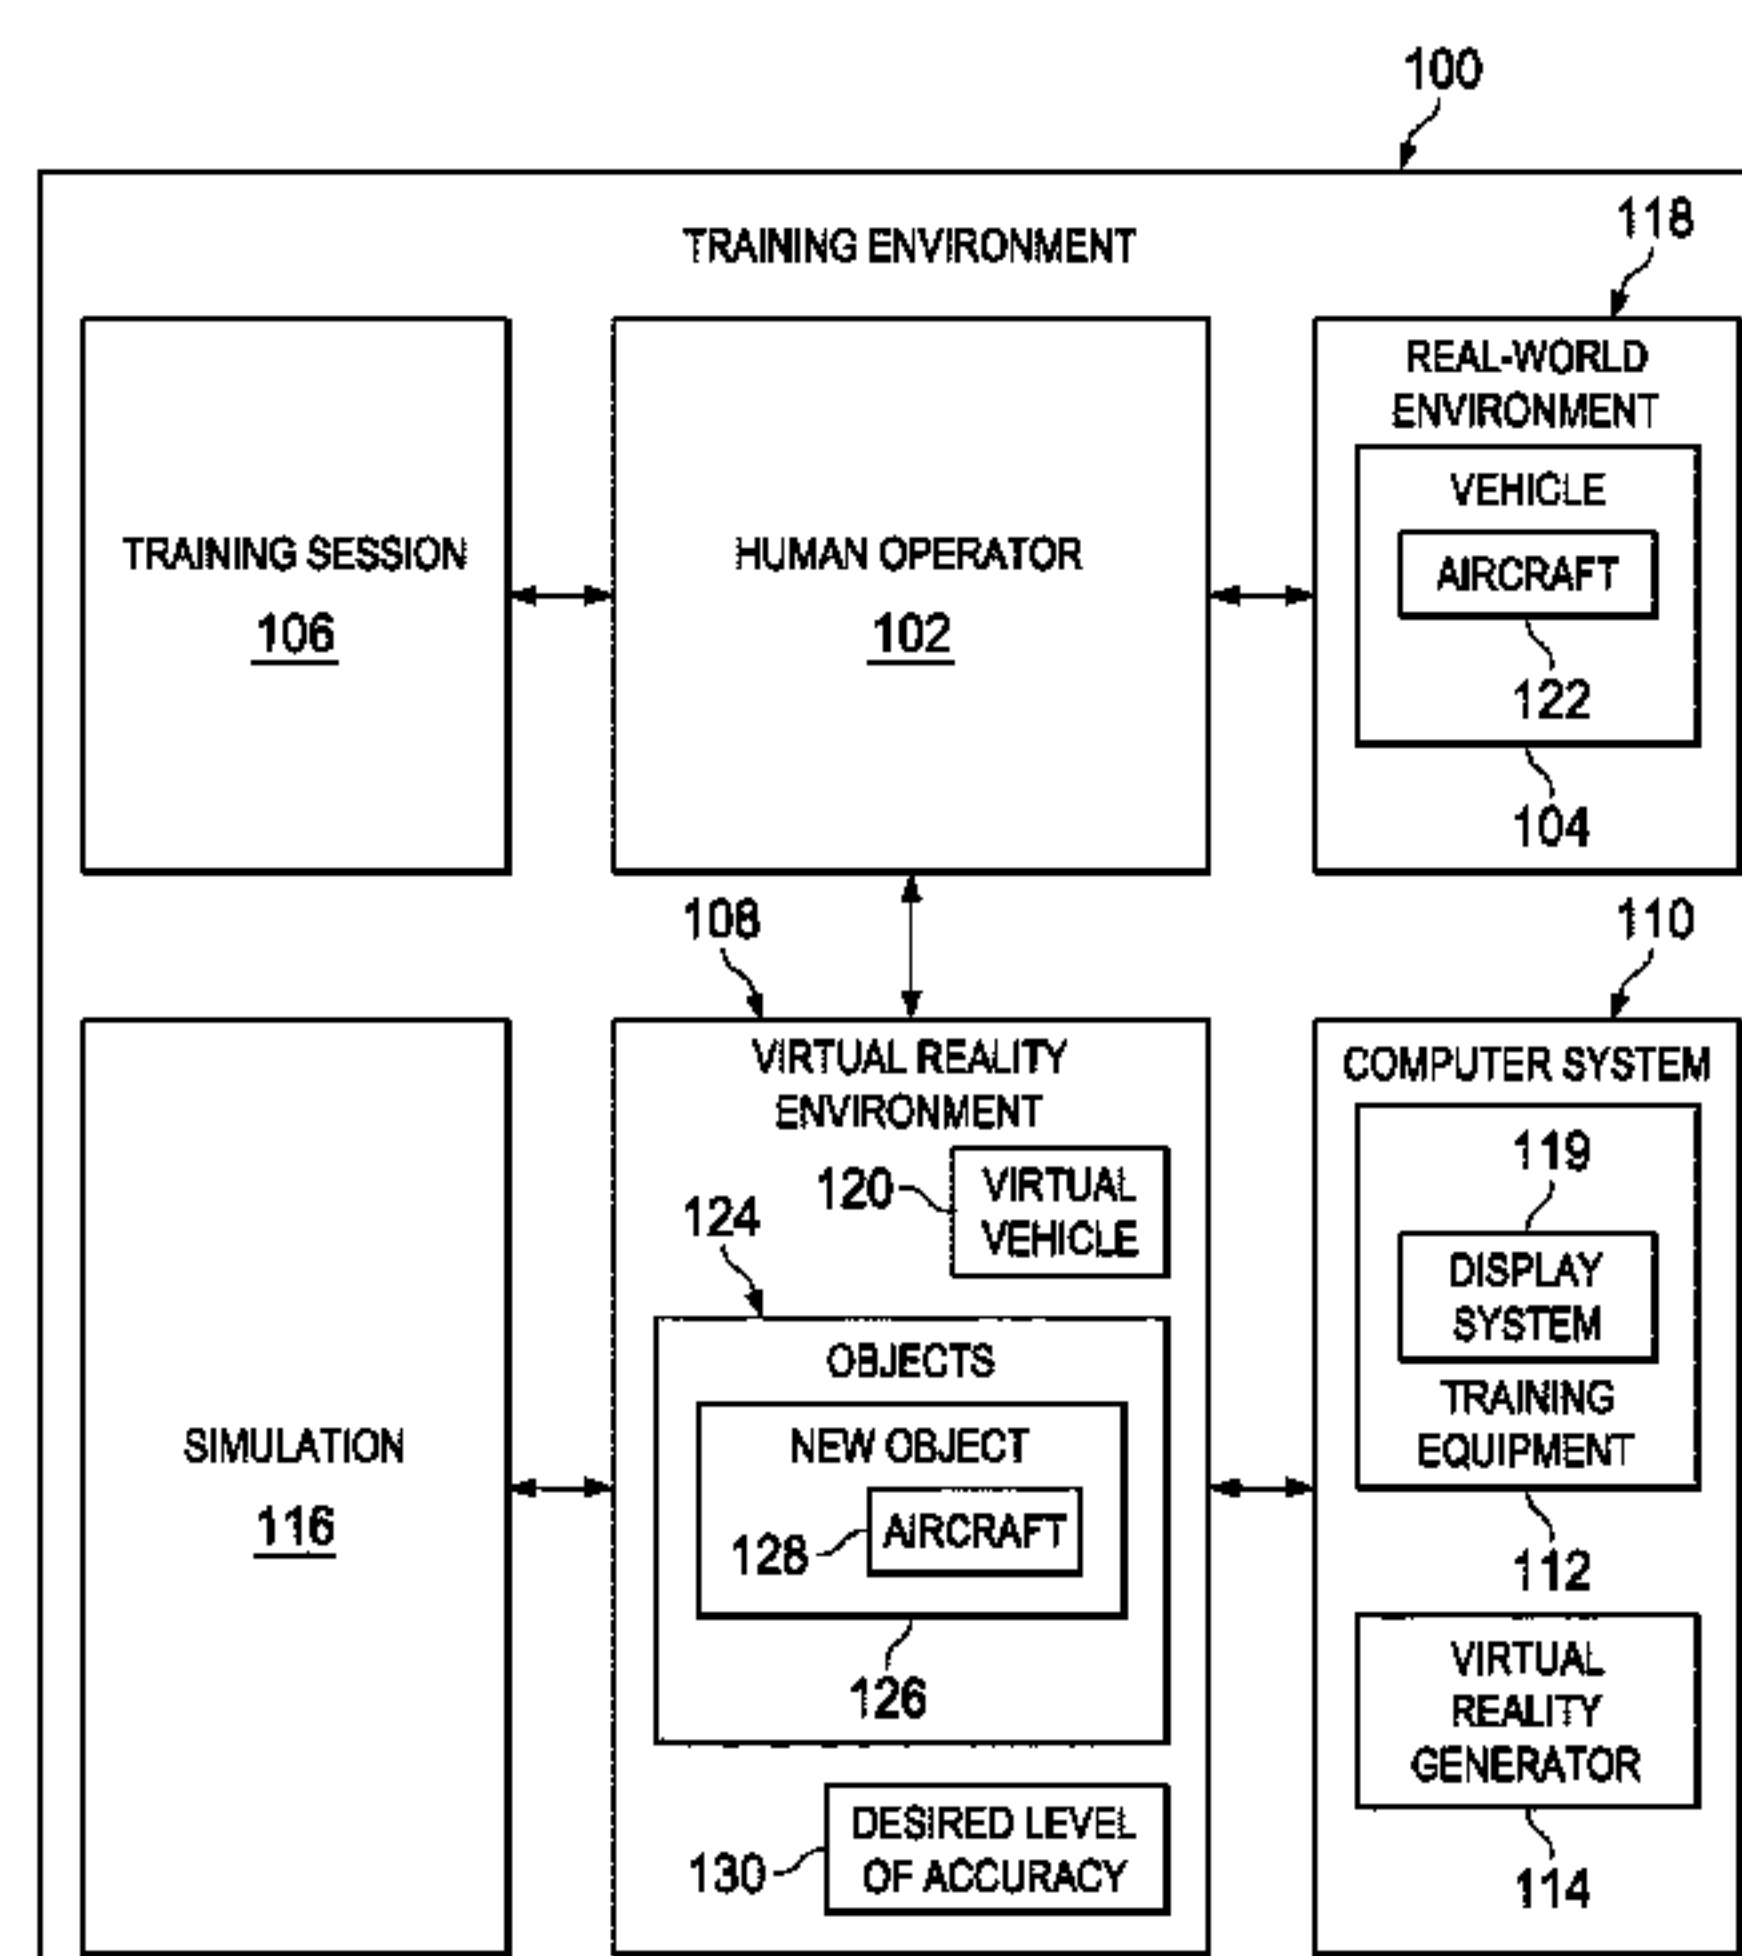 100
TRAINING ENVIRONMENT
118
TRAINING SESSION
106
HUMAN OPERATOR
102
REAL-WORLD
ENVIRONMENT
VEHICLE
AIRCRAFT
122
104
108
110
SIMULATION
116
VIRTUAL REALITY
ENVIRONMENT
120
VIRTUAL
VEHICLE
124
OBJECTS
NEW OBJECT
128
AIRCRAFT
126
130
DESIRED LEVEL
OF ACCURACY
COMPUTER SYSTEM
119
DISPLAY
SYSTEM
TRAINING
EQUIPMENT
112
VIRTUAL
REALITY
GENERATOR
114